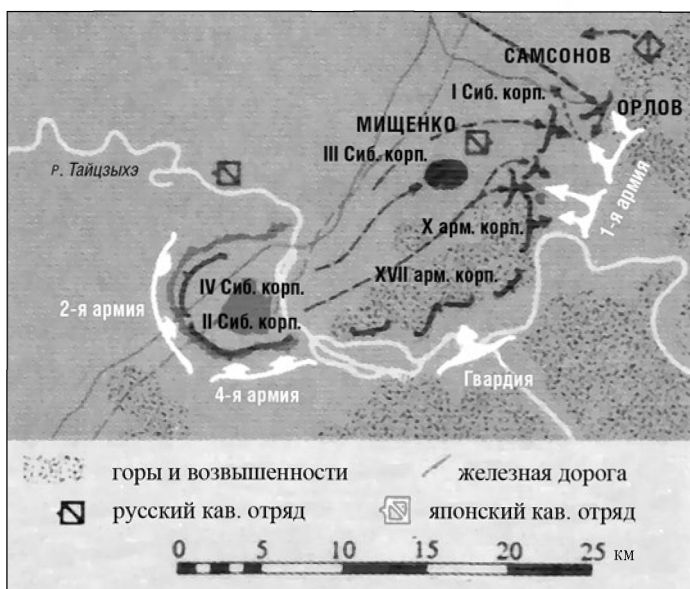 САМСОНОВ
I Сиб. корп.
ОРЛОВ
МИЩЕНКО
III Сиб. корп.
р. Тайцзыхэ
1-я армия
X арм. корп.
XVII арм. корп.
IV Сиб. корп.
2-я армия
II Сиб. корп.
4-я армия
Гвардия
горы и возвышенности
железная дорога
русский кав. отряд
японский кав. отряд
0 5 10 15 20 25 км